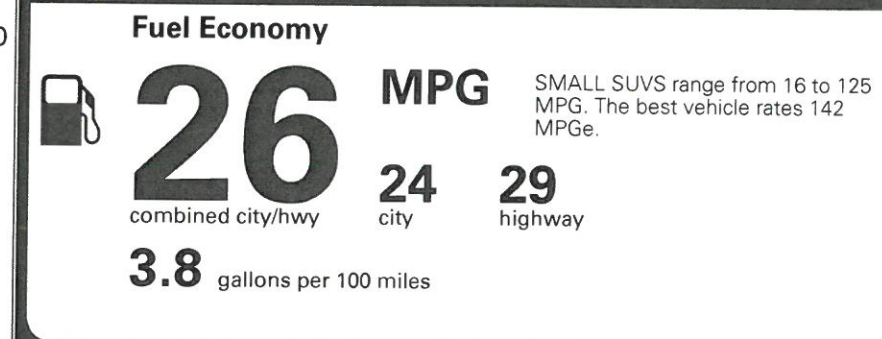 Fuel Economy
26 MPG
SMALL SUVS range from 16 to 125
MPG. The best vehicle rates 142
MPGe.
combined city/hwy
24
city
29
highway
3.8 gallons per 100 miles